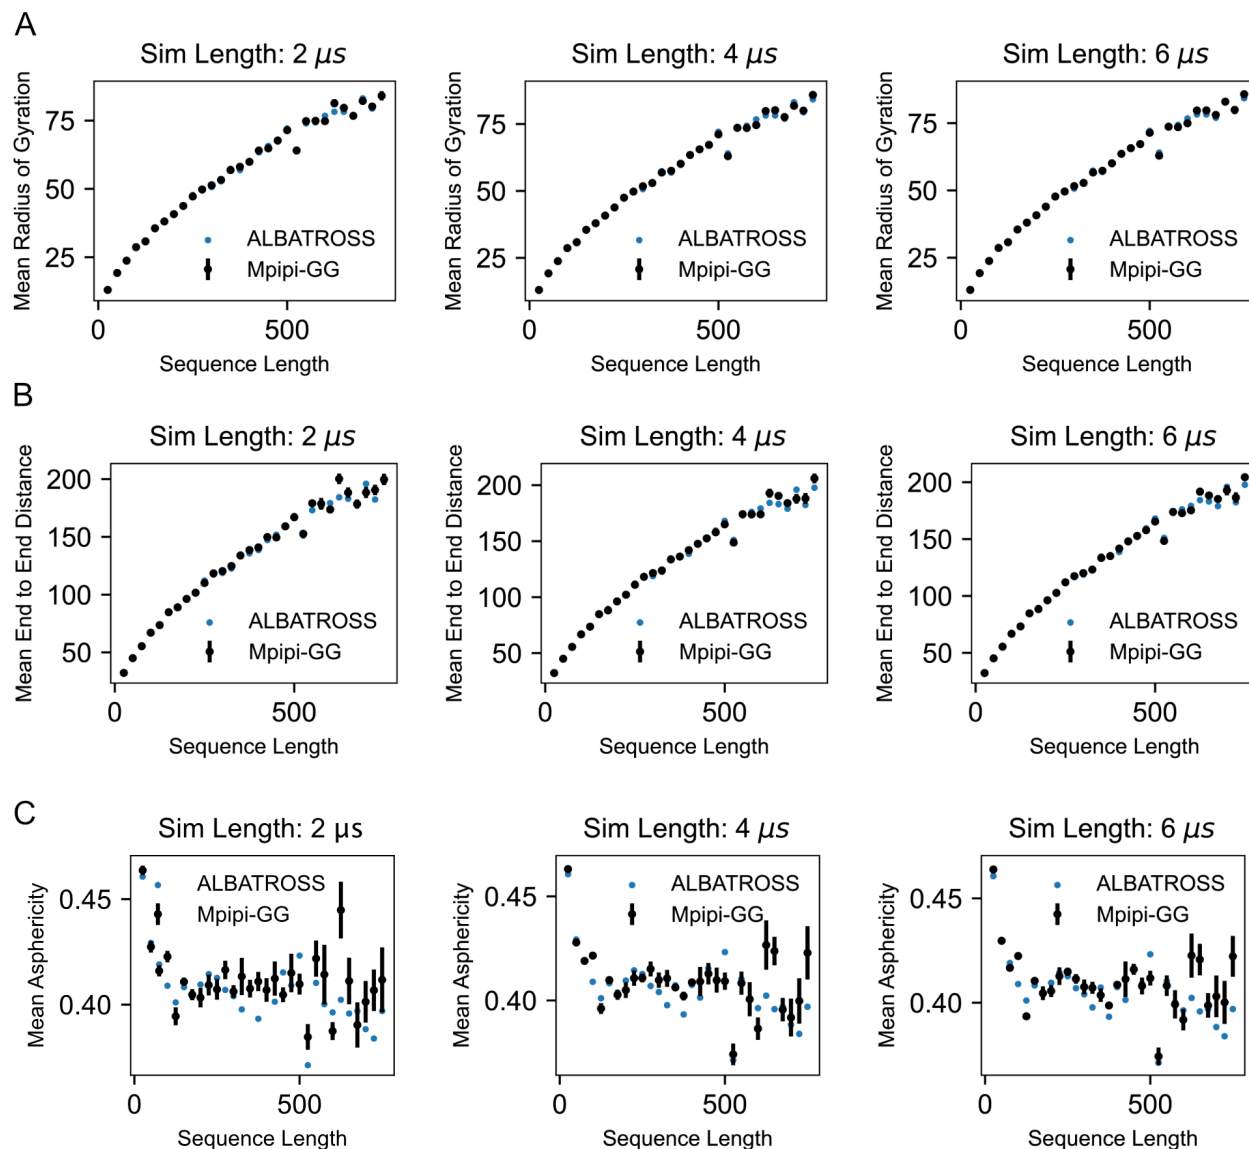 A
Sim Length: 2 μs
Sim Length: 4 μs
Sim Length: 6 μs
Mean Radius of Gyration
75
50
25
ALBATROSS
Mpipi-GG
0
500
Sequence Length
Mean Radius of Gyration
75
50
25
ALBATROSS
Mpipi-GG
0
500
Sequence Length
Mean Radius of Gyration
75
50
25
ALBATROSS
Mpipi-GG
0
500
Sequence Length
B
Sim Length: 2 μs
Sim Length: 4 μs
Sim Length: 6 μs
Mean End to End Distance
200
150
100
50
ALBATROSS
Mpipi-GG
0
500
Sequence Length
Mean End to End Distance
200
150
100
50
ALBATROSS
Mpipi-GG
0
500
Sequence Length
Mean End to End Distance
200
150
100
50
ALBATROSS
Mpipi-GG
0
500
Sequence Length
C
Sim Length: 2 μs
Sim Length: 4 μs
Sim Length: 6 μs
Mean Asphericity
0.45
0.40
ALBATROSS
Mpipi-GG
0
500
Sequence Length
Mean Asphericity
0.45
0.40
ALBATROSS
Mpipi-GG
0
500
Sequence Length
Mean Asphericity
0.45
0.40
ALBATROSS
Mpipi-GG
0
500
Sequence Length